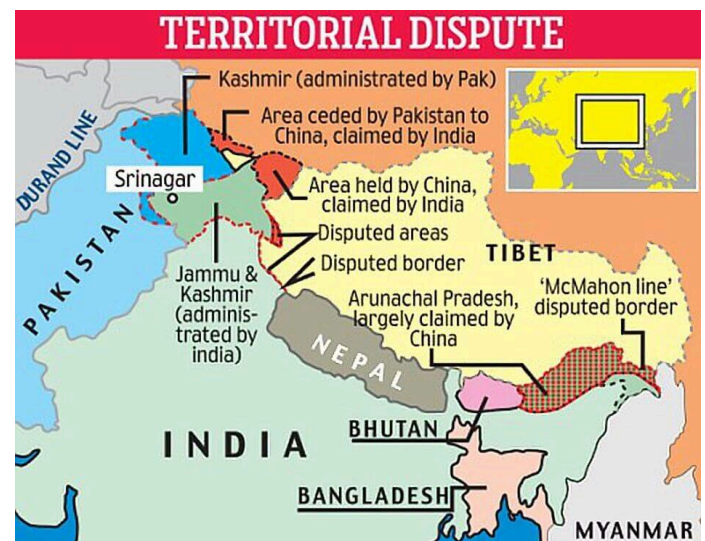 TERRITORIAL DISPUTE
Kashmir (administrated by Pak)
Area ceded by Pakistan to
China, claimed by India
DURAND LINE
Srinagar
Area held by China,
claimed by India
PAKISTAN
Disputed areas
TIBET
Disputed border
Jammu &
Kashmir
(adminis-
trated by
india)
Arunachal Pradesh,
largely claimed by
China
‘McMahon line’
disputed border
NEPAL
INDIA
BHUTAN
BANGLADESH
MYANMAR